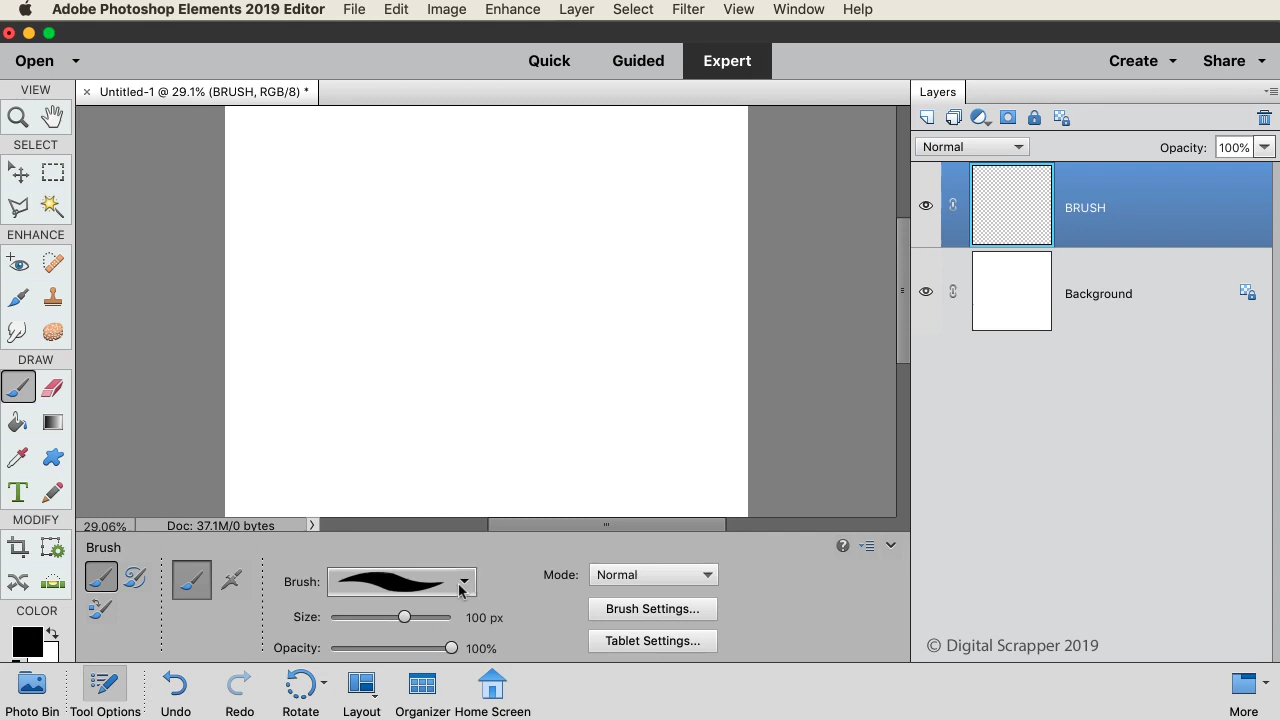 Adobe Photoshop Elements 2019 Editor File Edit Image Enhance Layer Select Filter View Window Help
Open Quick Guided Expert Create Share
VIEW
× Untitled-1 @ 29.1% (BRUSH, RGB/8) *
Layers
SELECT
Normal Opacity: 100%
BRUSH
ENHANCE
Background
DRAW
T
MODIFY
29.06% Doc: 37.1M/0 bytes
Brush
Brush:
Mode: Normal
COLOR
Size: 100 px
Brush Settings...
Opacity: 100%
Tablet Settings...
© Digital Scrapper 2019
Photo Bin Tool Options Undo Redo Rotate Layout Organizer Home Screen More